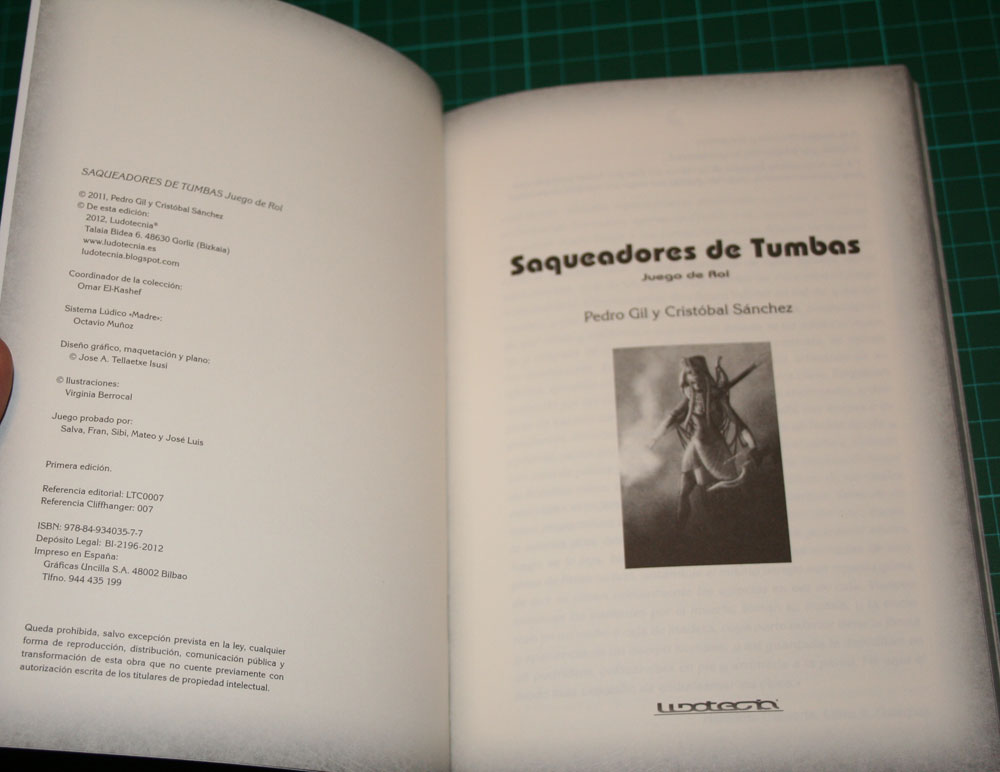 SAQUEADORES DE TUMBAS Juego de Rol
© 2011, Pedro Gil y Cristóbal Sánchez
© De esta edición:
2012, Ludotecnia®
Talaia Bidea 6. 48630 Gorliz (Bizkaia)
www.ludotecnia.es
ludotecnia.blogspot.com
Coordinador de la colección:
Omar El-Kashef
Sistema Lúdico «Madre»:
Octavio Muñoz
Diseño gráfico, maquetación y plano:
© Jose A. Tellaetxe Isusi
© Ilustraciones:
Virginia Berrocal
Juego probado por:
Salva, Fran, Sibi, Mateo y José Luis
Primera edición.
Referencia editorial: LTC0007
Referencia Cliffhanger: 007
ISBN: 978-84-934035-7-7
Depósito Legal: BI-2196-2012
Impreso en España:
Gráficas Uncilla S.A. 48002 Bilbao
Tlfno. 944 435 199
Queda prohibida, salvo excepción prevista en la ley, cualquier
forma de reproducción, distribución, comunicación pública y
transformación de esta obra que no cuente previamente con
autorización escrita de los titulares de propiedad intelectual.
Saqueadores de Tumbas
Juego de Rol
Pedro Gil y Cristóbal Sánchez
Ludotecnia